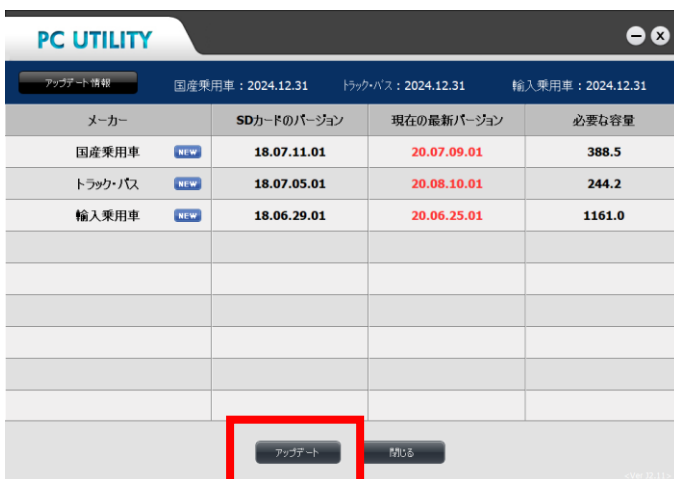 PC UTILITY
アップデート情報 国産乗用車：2024.12.31 トラック・バス：2024.12.31 輸入乗用車：2024.12.31
メーカー SDカードのバージョン 現在の最新バージョン 必要な容量
国産乗用車 NEW 18.07.11.01 20.07.09.01 388.5
トラック・バス NEW 18.07.05.01 20.08.10.01 244.2
輸入乗用車 NEW 18.06.29.01 20.06.25.01 1161.0
アップデート 閉じる